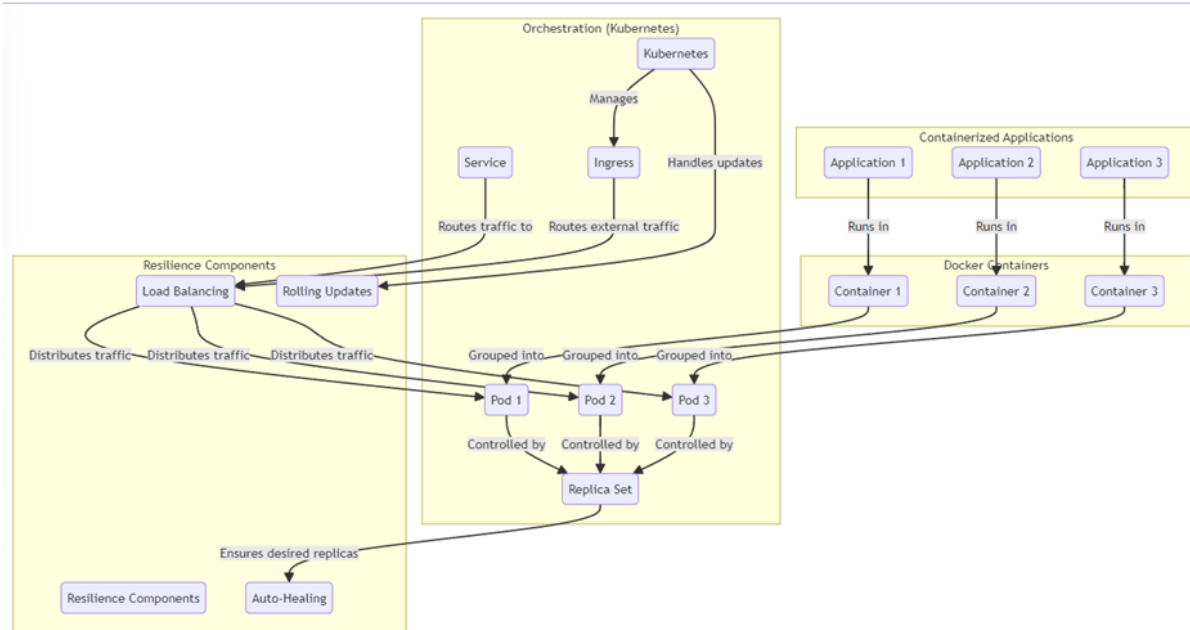 Orchestration (Kubernetes)
Kubernetes
Manages
Containerized Applications
Service
Ingress
Handles updates
Application 1
Application 2
Application 3
Routes traffic to
Routes external traffic
Runs in
Runs in
Runs in
Resilience Components
Docker Containers
Load Balancing
Rolling Updates
Container 1
Container 2
Container 3
Distributes traffic
Distributes traffic
Distributes traffic
Grouped into
Grouped into
Grouped into
Pod 1
Pod 2
Pod 3
Controlled by
Controlled by
Controlled by
Replica Set
Ensures desired replicas
Resilience Components
Auto-Healing